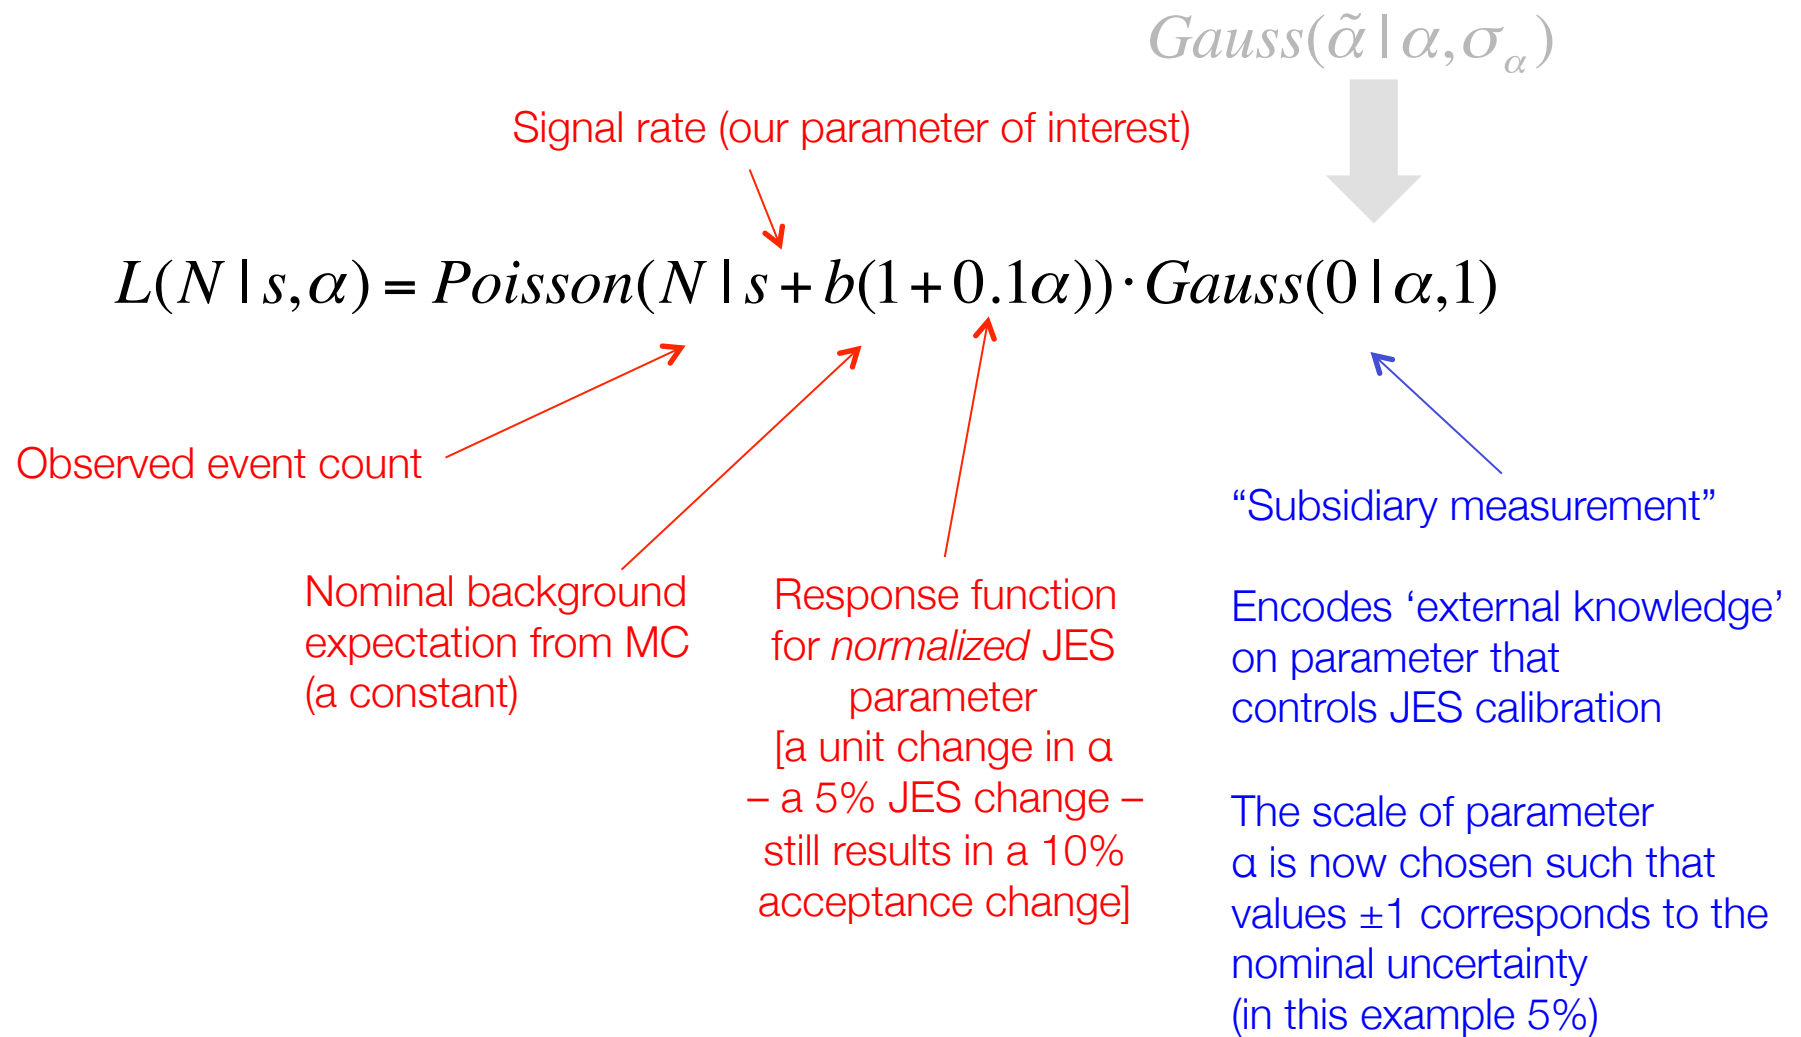 Gauss(α̃ | α,σ_α)
Signal rate (our parameter of interest)
L(N | s,α) = Poisson(N | s + b(1 + 0.1α)) · Gauss(0 | α,1)
Observed event count
Nominal background
expectation from MC
(a constant)
Response function
for normalized JES
parameter
[a unit change in α
– a 5% JES change –
still results in a 10%
acceptance change]
“Subsidiary measurement”
Encodes ‘external knowledge’
on parameter that
controls JES calibration
The scale of parameter
α is now chosen such that
values ±1 corresponds to the
nominal uncertainty
(in this example 5%)